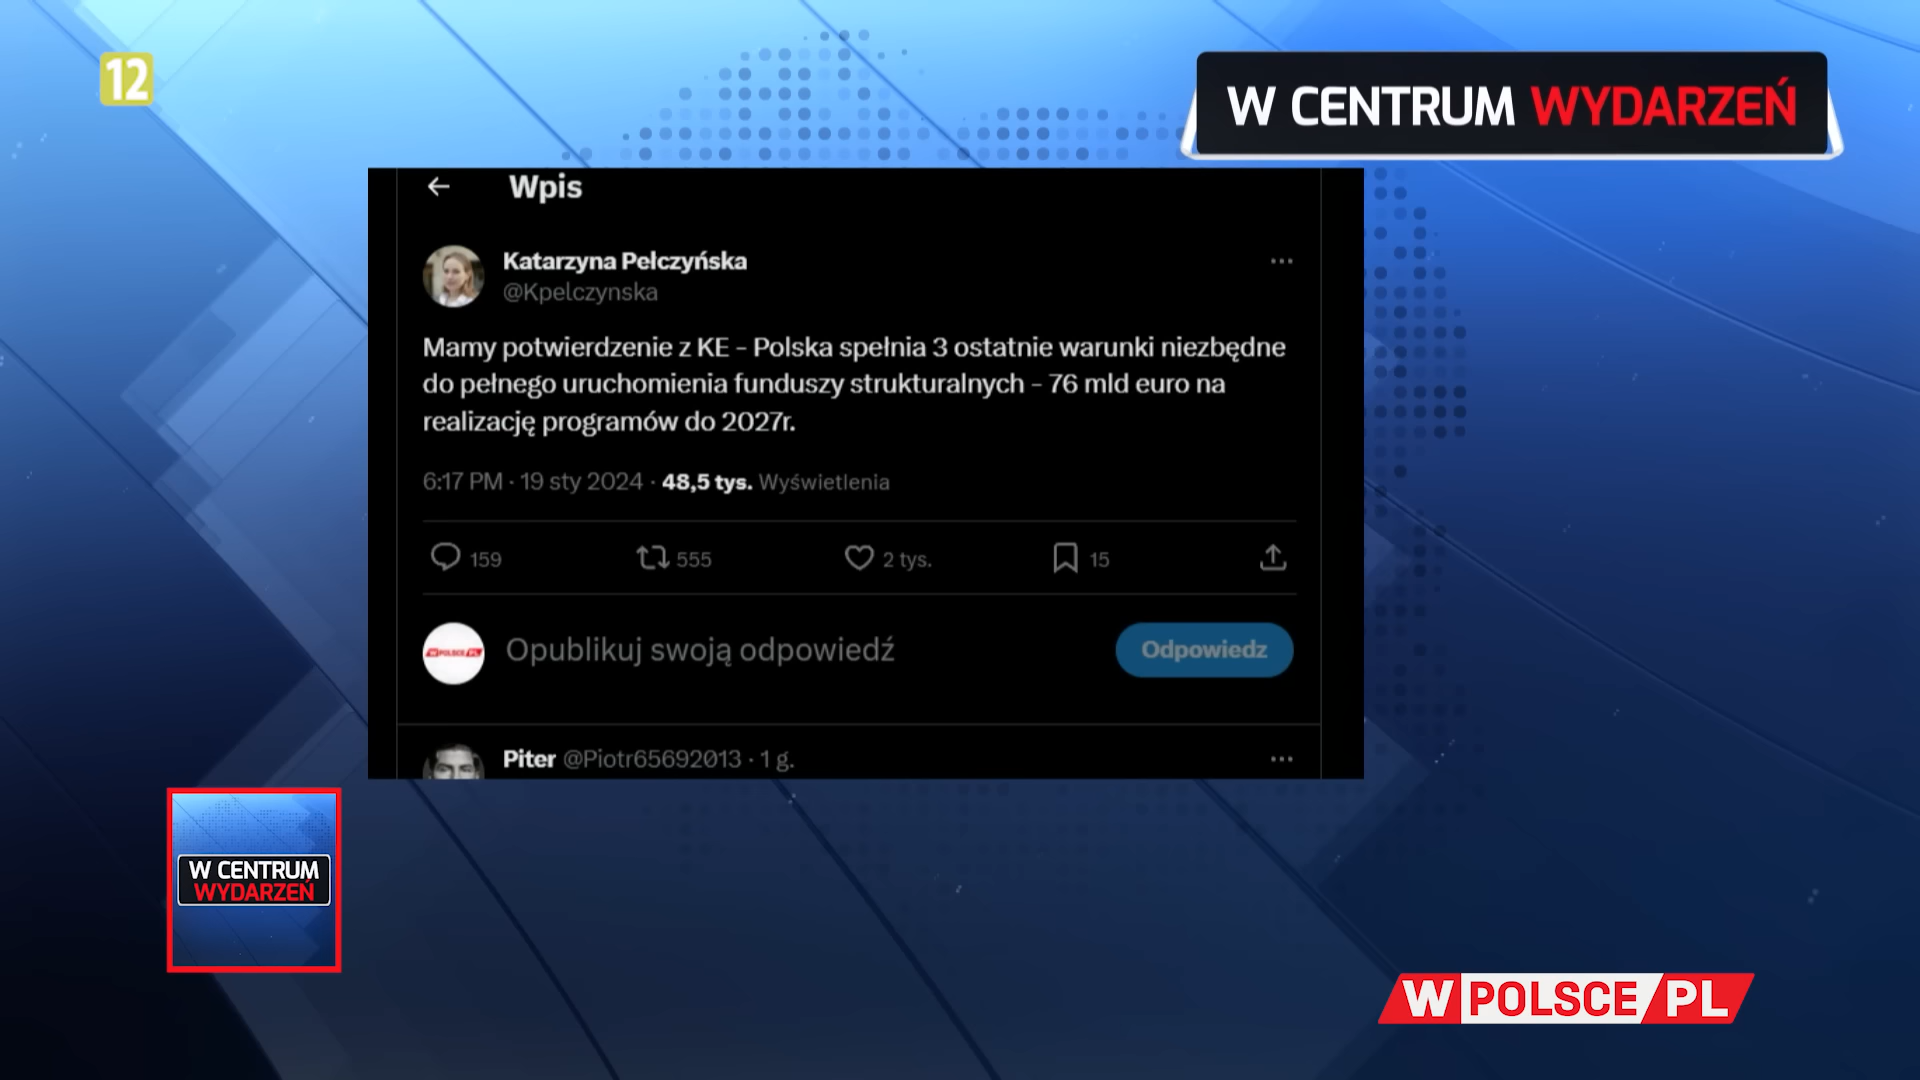 12
W CENTRUM WYDARZEŃ
Wpis
Katarzyna Pełczyńska
@Kpelczynska
Mamy potwierdzenie z KE – Polska spełnia 3 ostatnie warunki niezbędne
do pełnego uruchomienia funduszy strukturalnych – 76 mld euro na
realizację programów do 2027r.
6:17 PM · 19 sty 2024 · 48,5 tys. Wyświetlenia
159 555 2 tys. 15
WPOLSCE/PL
Opublikuj swoją odpowiedź
Odpowiedz
Piter @Piotr65692013 · 1 g.
W CENTRUM
WYDARZEŃ
W POLSCE/PL